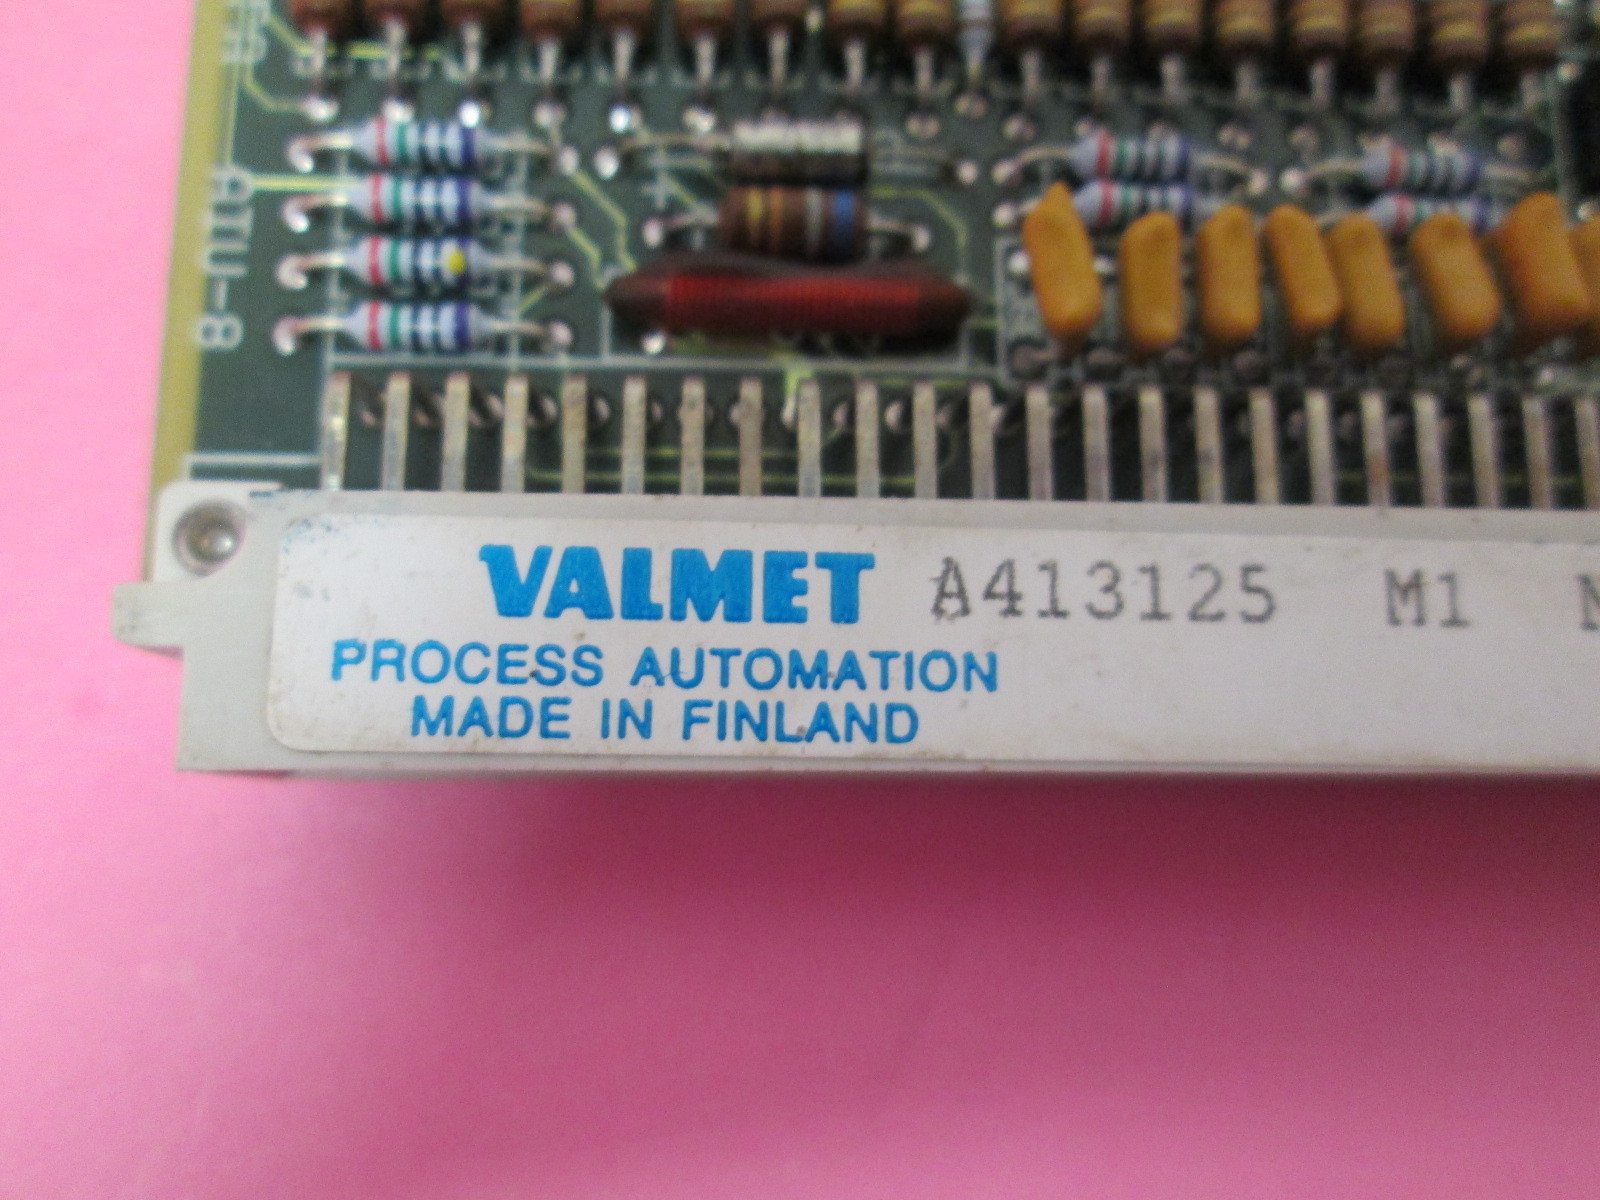 VALMET A413125 M1 N
PROCESS AUTOMATION
MADE IN FINLAND